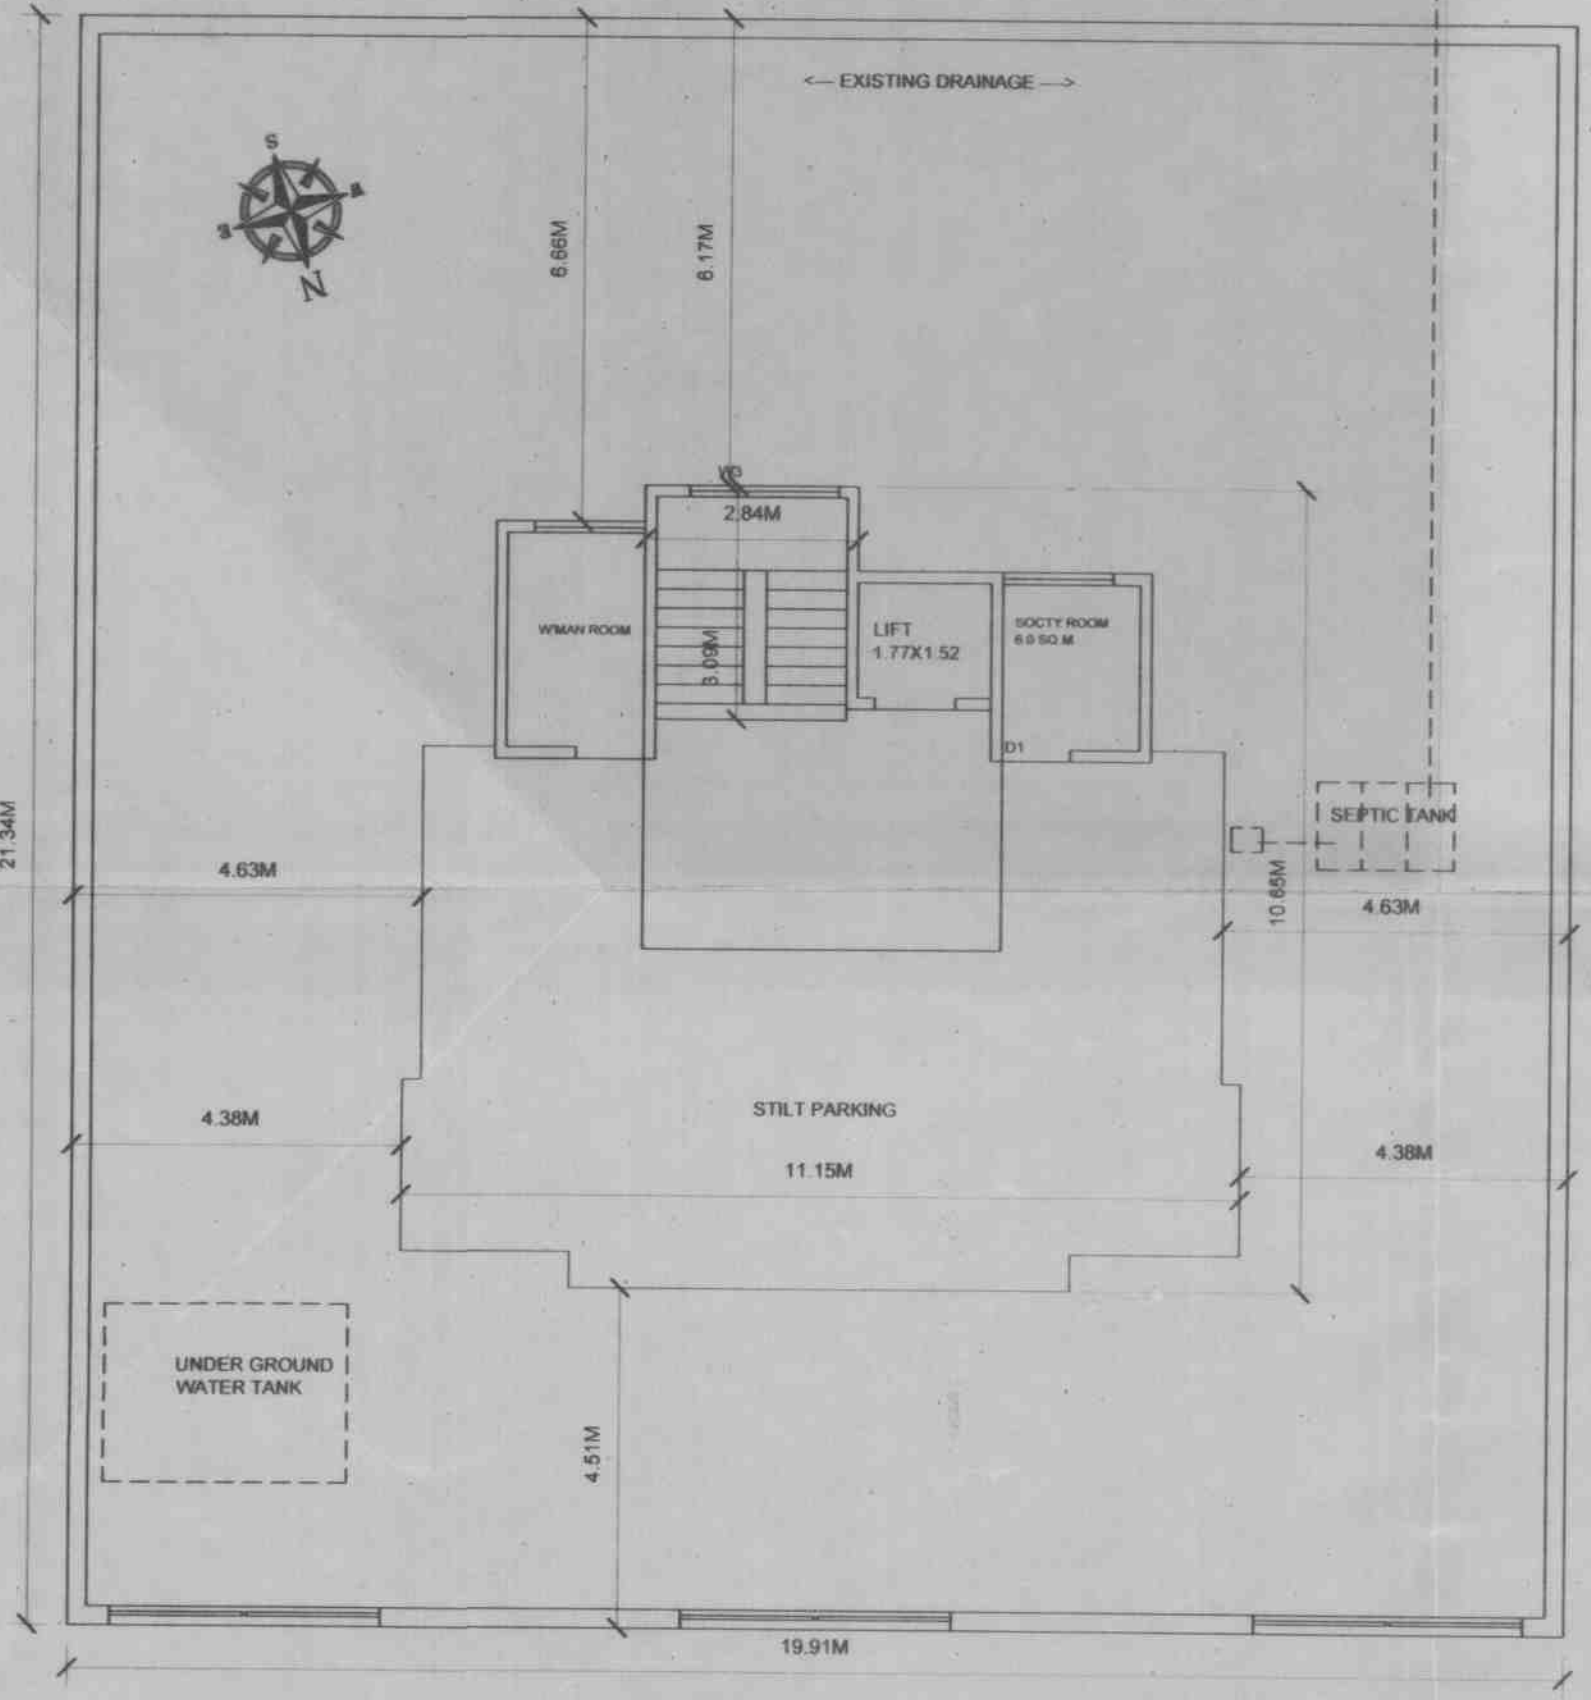 <— EXISTING DRAINAGE —>
S
N
6.66M
6.17M
W3
2.84M
W'MAN ROOM
3.09M
LIFT
1.77X1.52
SOCTY ROOM
6.0 SQ.M
D1
21.34M
SEPTIC TANK
4.63M
10.65M
4.63M
STILT PARKING
4.38M
4.38M
11.15M
UNDER GROUND
WATER TANK
4.51M
19.91M